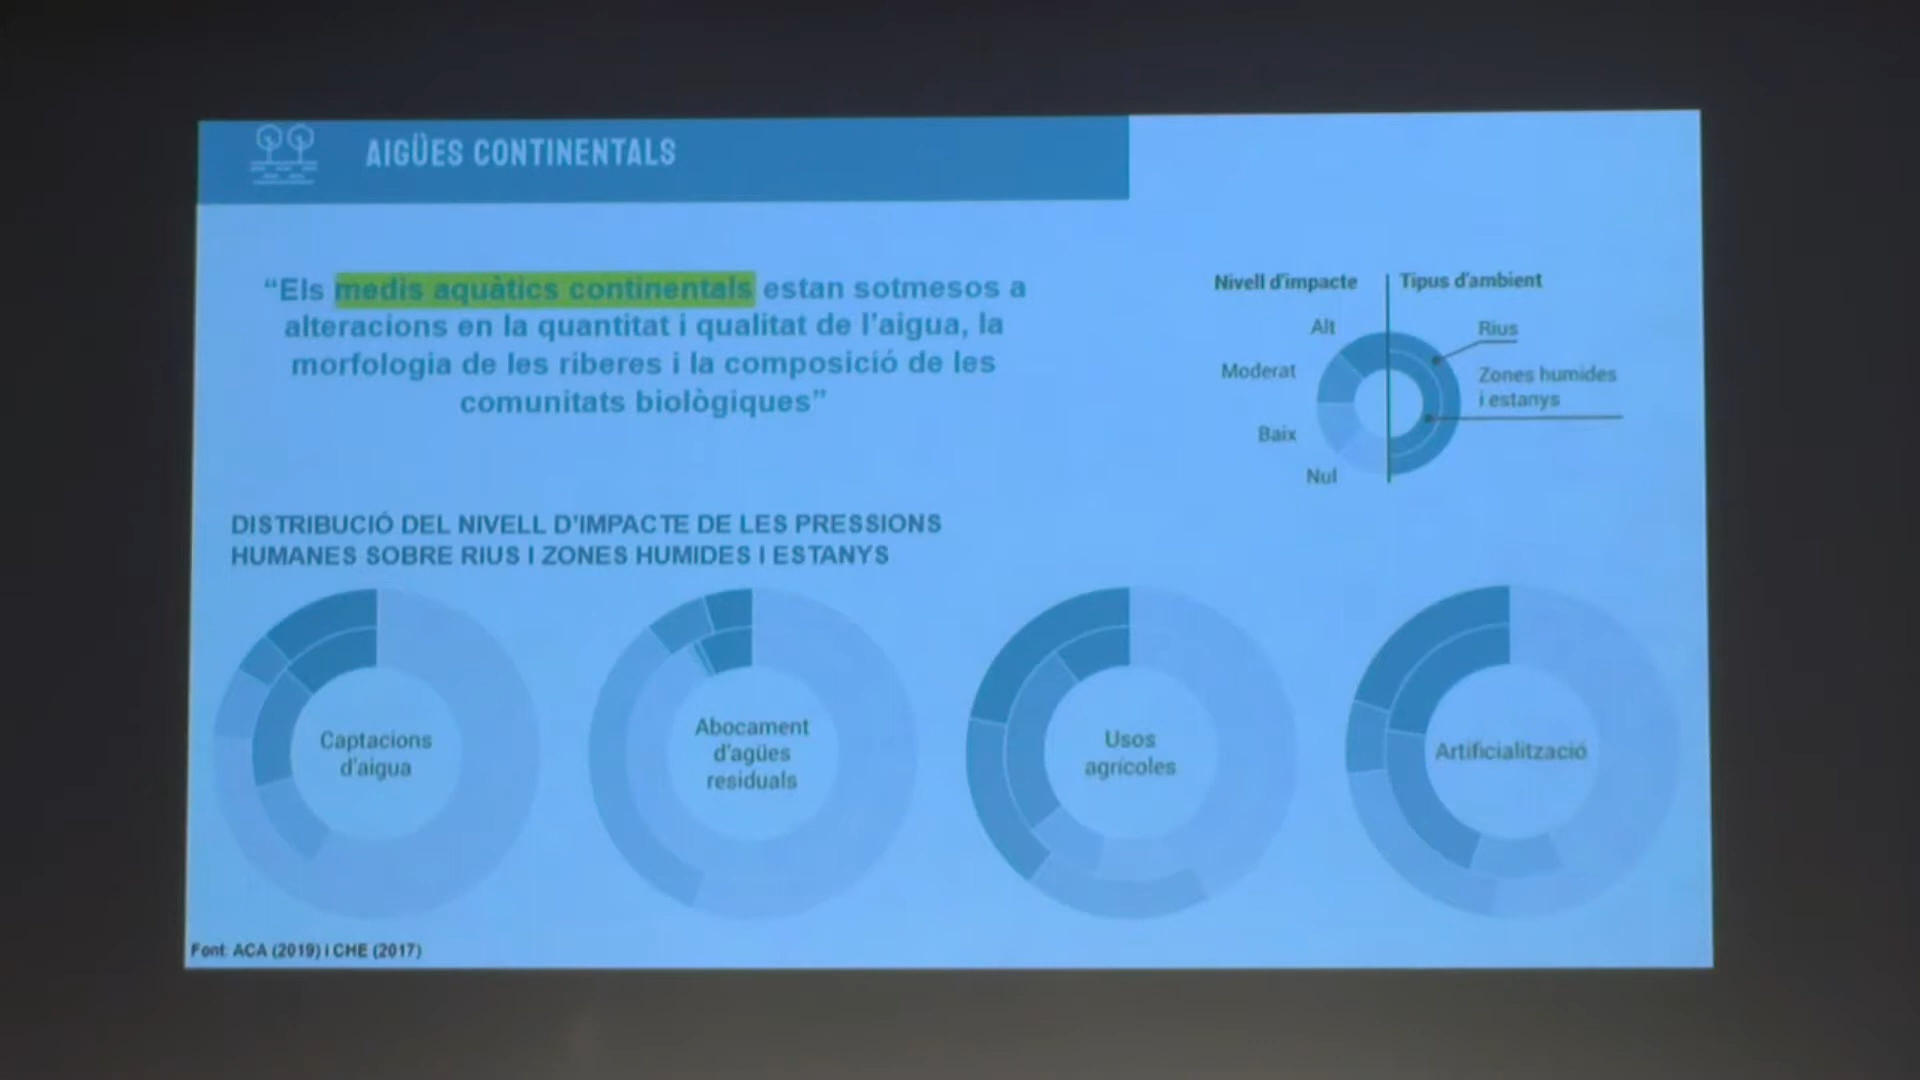 AIGÜES CONTINENTALS
“Els medis aquàtics continentals estan sotmesos a
alteracions en la quantitat i qualitat de l’aigua, la
morfologia de les riberes i la composició de les
comunitats biològiques”
Nivell d'impacte
Tipus d'ambient
Alt
Moderat
Baix
Nul
Rius
Zones humides
i estanys
DISTRIBUCIÓ DEL NIVELL D'IMPACTE DE LES PRESSIONS
HUMANES SOBRE RIUS I ZONES HUMIDES I ESTANYS
Captacions
d'aigua
Abocament
d'agües
residuals
Usos
agrícoles
Artificialització
Font: ACA (2019) i CHE (2017)